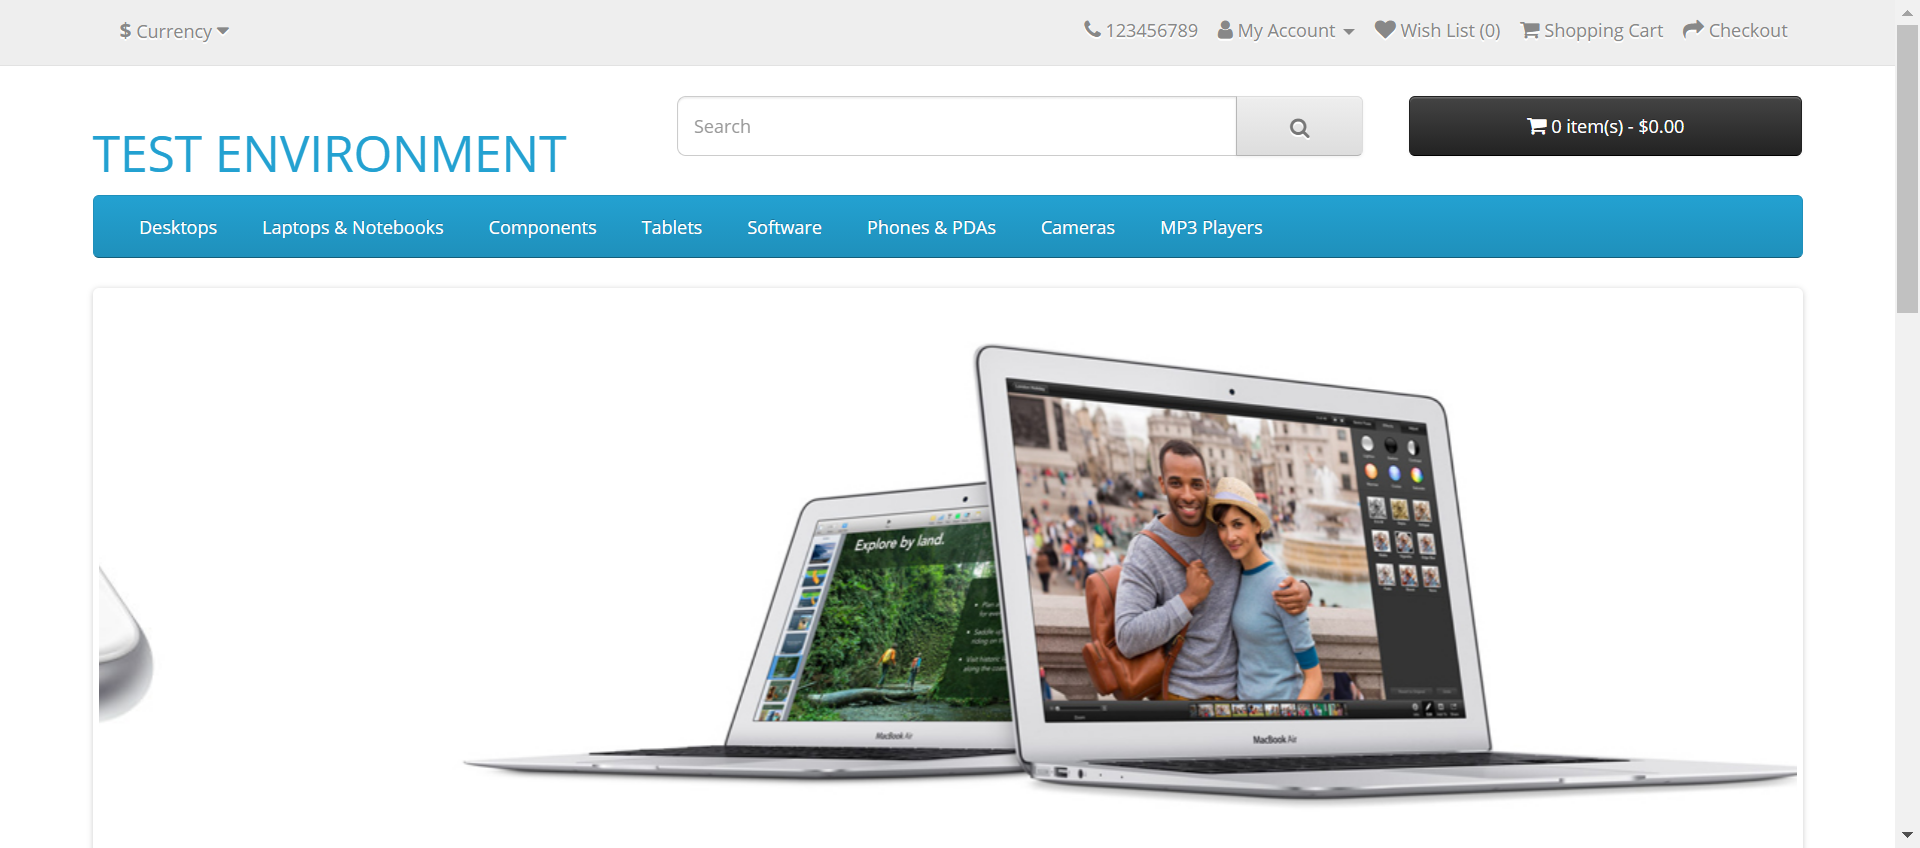 $ Currency
123456789 My Account Wish List (0) Shopping Cart Checkout
TEST ENVIRONMENT
Search
0 item(s) - $0.00
Desktops Laptops & Notebooks Components Tablets Software Phones & PDAs Cameras MP3 Players
Explore by land.
MacBook Air
MacBook Air